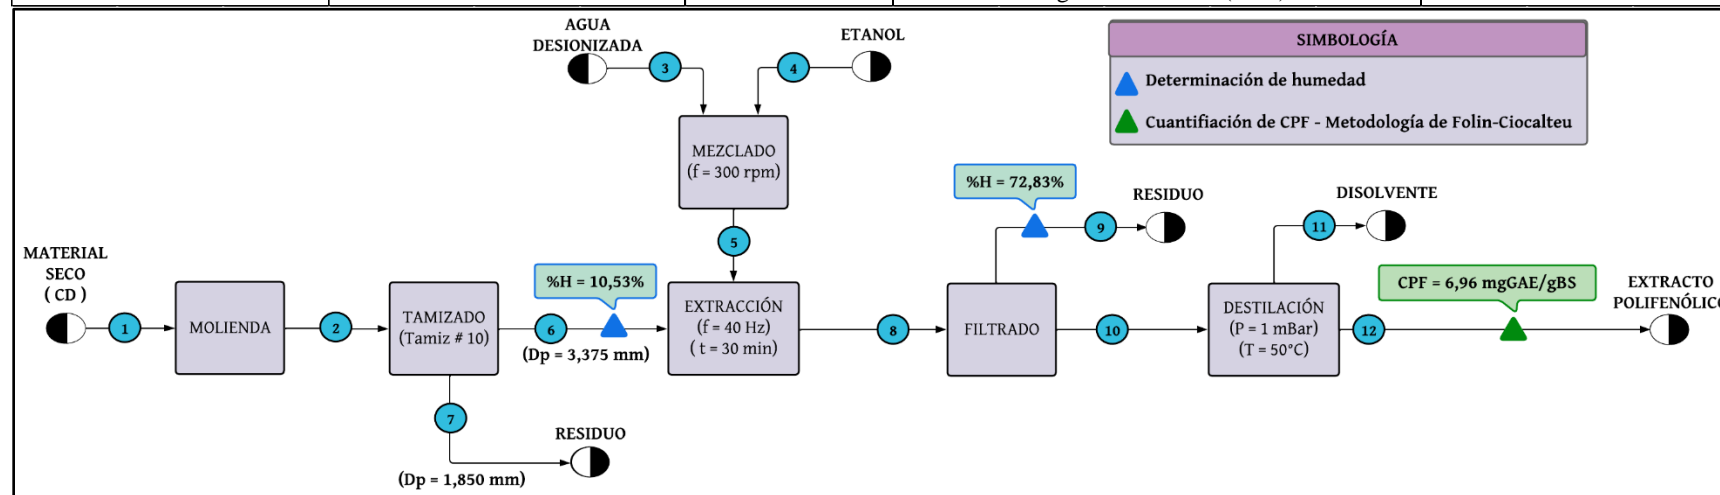 AGUA
DESIONIZADA
3
4
ETANOL
SIMBOLOGÍA
Determinación de humedad
Cuantifiación de CPF - Metodología de Folin-Ciocalteu
MEZCLADO
(f = 300 rpm)
5
%H = 72,83%
9
RESIDUO
DISOLVENTE
11
MATERIAL
SECO
( CD )
1
MOLIENDA
2
TAMIZADO
(Tamiz # 10)
%H = 10,53%
6
(Dp = 3,375 mm)
EXTRACCIÓN
(f = 40 Hz)
( t = 30 min)
8
FILTRADO
10
DESTILACIÓN
(P = 1 mBar)
(T = 50°C)
12
CPF = 6,96 mgGAE/gBS
EXTRACTO
POLIFENÓLICO
7
RESIDUO
(Dp = 1,850 mm)